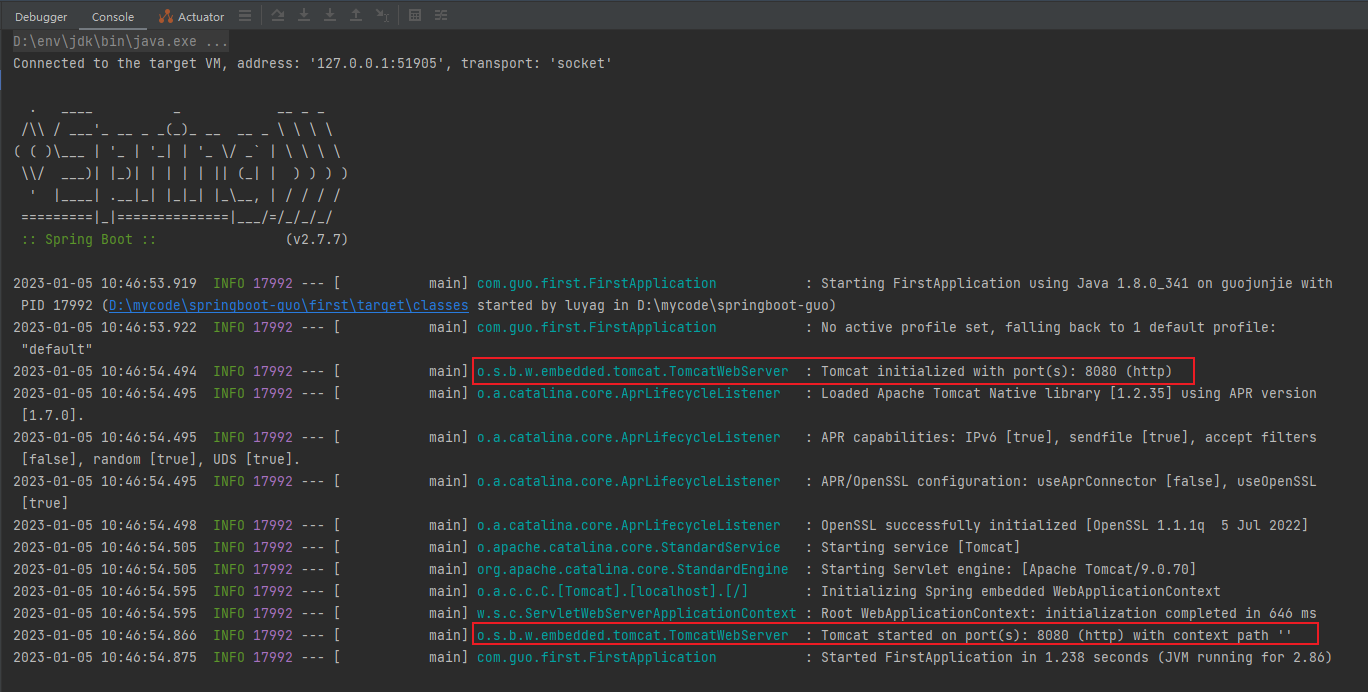 Debugger Console Actuator
D:\env\jdk\bin\java.exe ...
Connected to the target VM, address: '127.0.0.1:51905', transport: 'socket'
  .   ____          _            __ _ _
 /\\ / ___'_ __ _ _(_)_ __  __ _ \ \ \ \
( ( )\___ | '_ | '_| | '_ \/ _` | \ \ \ \
 \\/  ___)| |_)| | | | | || (_| |  ) ) ) )
  '  |____| .__|_| |_|_| |_\__, | / / / /
 =========|_|==============|___/=/_/_/_/
 :: Spring Boot ::                (v2.7.7)
2023-01-05 10:46:53.919  INFO 17992 --- [           main] com.guo.first.FirstApplication           : Starting FirstApplication using Java 1.8.0_341 on guojunjie with
 PID 17992 (D:\mycode\springboot-guo\first\target\classes started by luyag in D:\mycode\springboot-guo)
2023-01-05 10:46:53.922  INFO 17992 --- [           main] com.guo.first.FirstApplication           : No active profile set, falling back to 1 default profile:
 "default"
2023-01-05 10:46:54.494  INFO 17992 --- [           main] o.s.b.w.embedded.tomcat.TomcatWebServer  : Tomcat initialized with port(s): 8080 (http)
2023-01-05 10:46:54.495  INFO 17992 --- [           main] o.a.catalina.core.AprLifecycleListener   : Loaded Apache Tomcat Native library [1.2.35] using APR version
 [1.7.0].
2023-01-05 10:46:54.495  INFO 17992 --- [           main] o.a.catalina.core.AprLifecycleListener   : APR capabilities: IPv6 [true], sendfile [true], accept filters
 [false], random [true], UDS [true].
2023-01-05 10:46:54.495  INFO 17992 --- [           main] o.a.catalina.core.AprLifecycleListener   : APR/OpenSSL configuration: useAprConnector [false], useOpenSSL
 [true]
2023-01-05 10:46:54.498  INFO 17992 --- [           main] o.a.catalina.core.AprLifecycleListener   : OpenSSL successfully initialized [OpenSSL 1.1.1q  5 Jul 2022]
2023-01-05 10:46:54.505  INFO 17992 --- [           main] o.apache.catalina.core.StandardService   : Starting service [Tomcat]
2023-01-05 10:46:54.505  INFO 17992 --- [           main] org.apache.catalina.core.StandardEngine  : Starting Servlet engine: [Apache Tomcat/9.0.70]
2023-01-05 10:46:54.595  INFO 17992 --- [           main] o.a.c.c.C.[Tomcat].[localhost].[/]       : Initializing Spring embedded WebApplicationContext
2023-01-05 10:46:54.595  INFO 17992 --- [           main] w.s.c.ServletWebServerApplicationContext : Root WebApplicationContext: initialization completed in 646 ms
2023-01-05 10:46:54.866  INFO 17992 --- [           main] o.s.b.w.embedded.tomcat.TomcatWebServer  : Tomcat started on port(s): 8080 (http) with context path ''
2023-01-05 10:46:54.875  INFO 17992 --- [           main] com.guo.first.FirstApplication           : Started FirstApplication in 1.238 seconds (JVM running for 2.86)